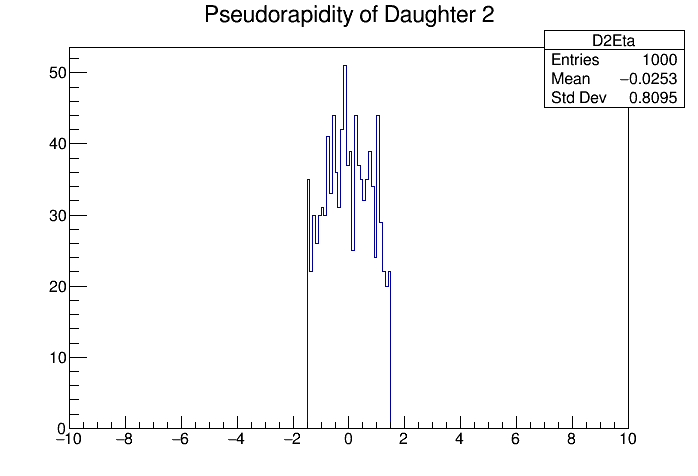 Pseudorapidity of Daughter 2
D2Eta
Entries 1000
Mean −0.0253
Std Dev 0.8095
50
40
30
20
10
0
−10 −8 −6 −4 −2 0 2 4 6 8 10